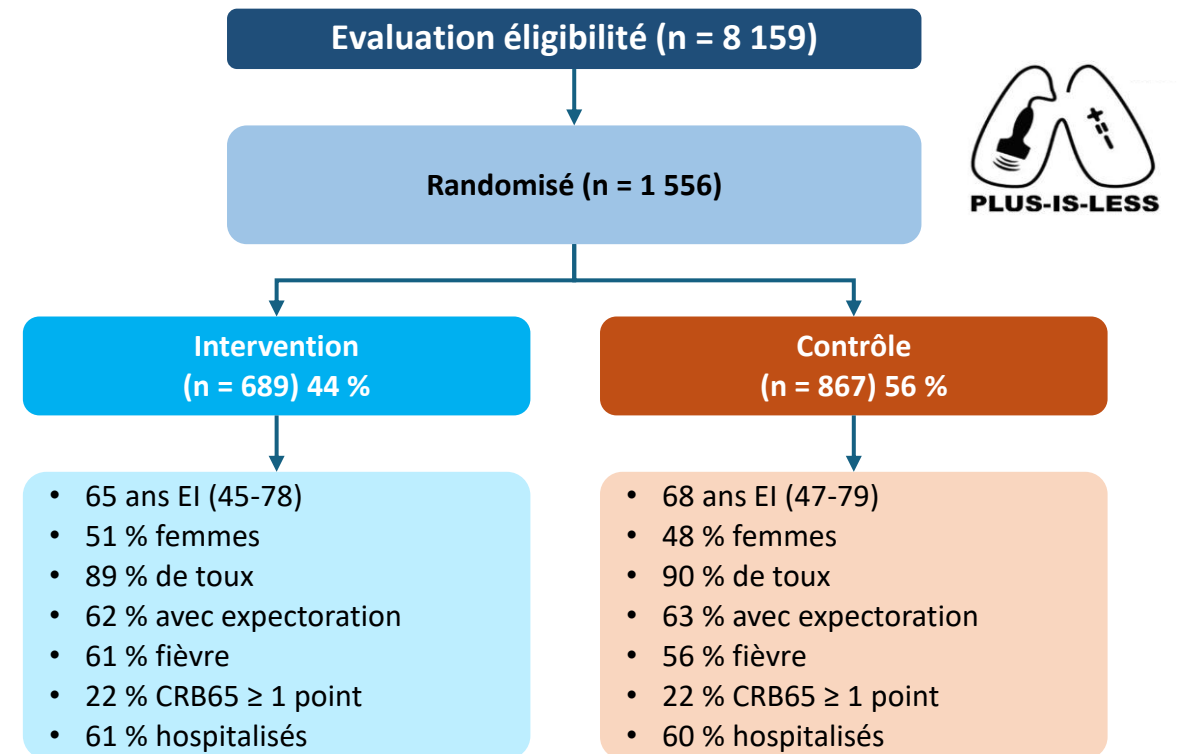 Evaluation éligibilité (n = 8 159)
Randomisé (n = 1 556)
PLUS-IS-LESS
Intervention
(n = 689) 44 %
Contrôle
(n = 867) 56 %
• 65 ans EI (45-78)
• 51 % femmes
• 89 % de toux
• 62 % avec expectoration
• 61 % fièvre
• 22 % CRB65 ≥ 1 point
• 61 % hospitalisés
• 68 ans EI (47-79)
• 48 % femmes
• 90 % de toux
• 63 % avec expectoration
• 56 % fièvre
• 22 % CRB65 ≥ 1 point
• 60 % hospitalisés